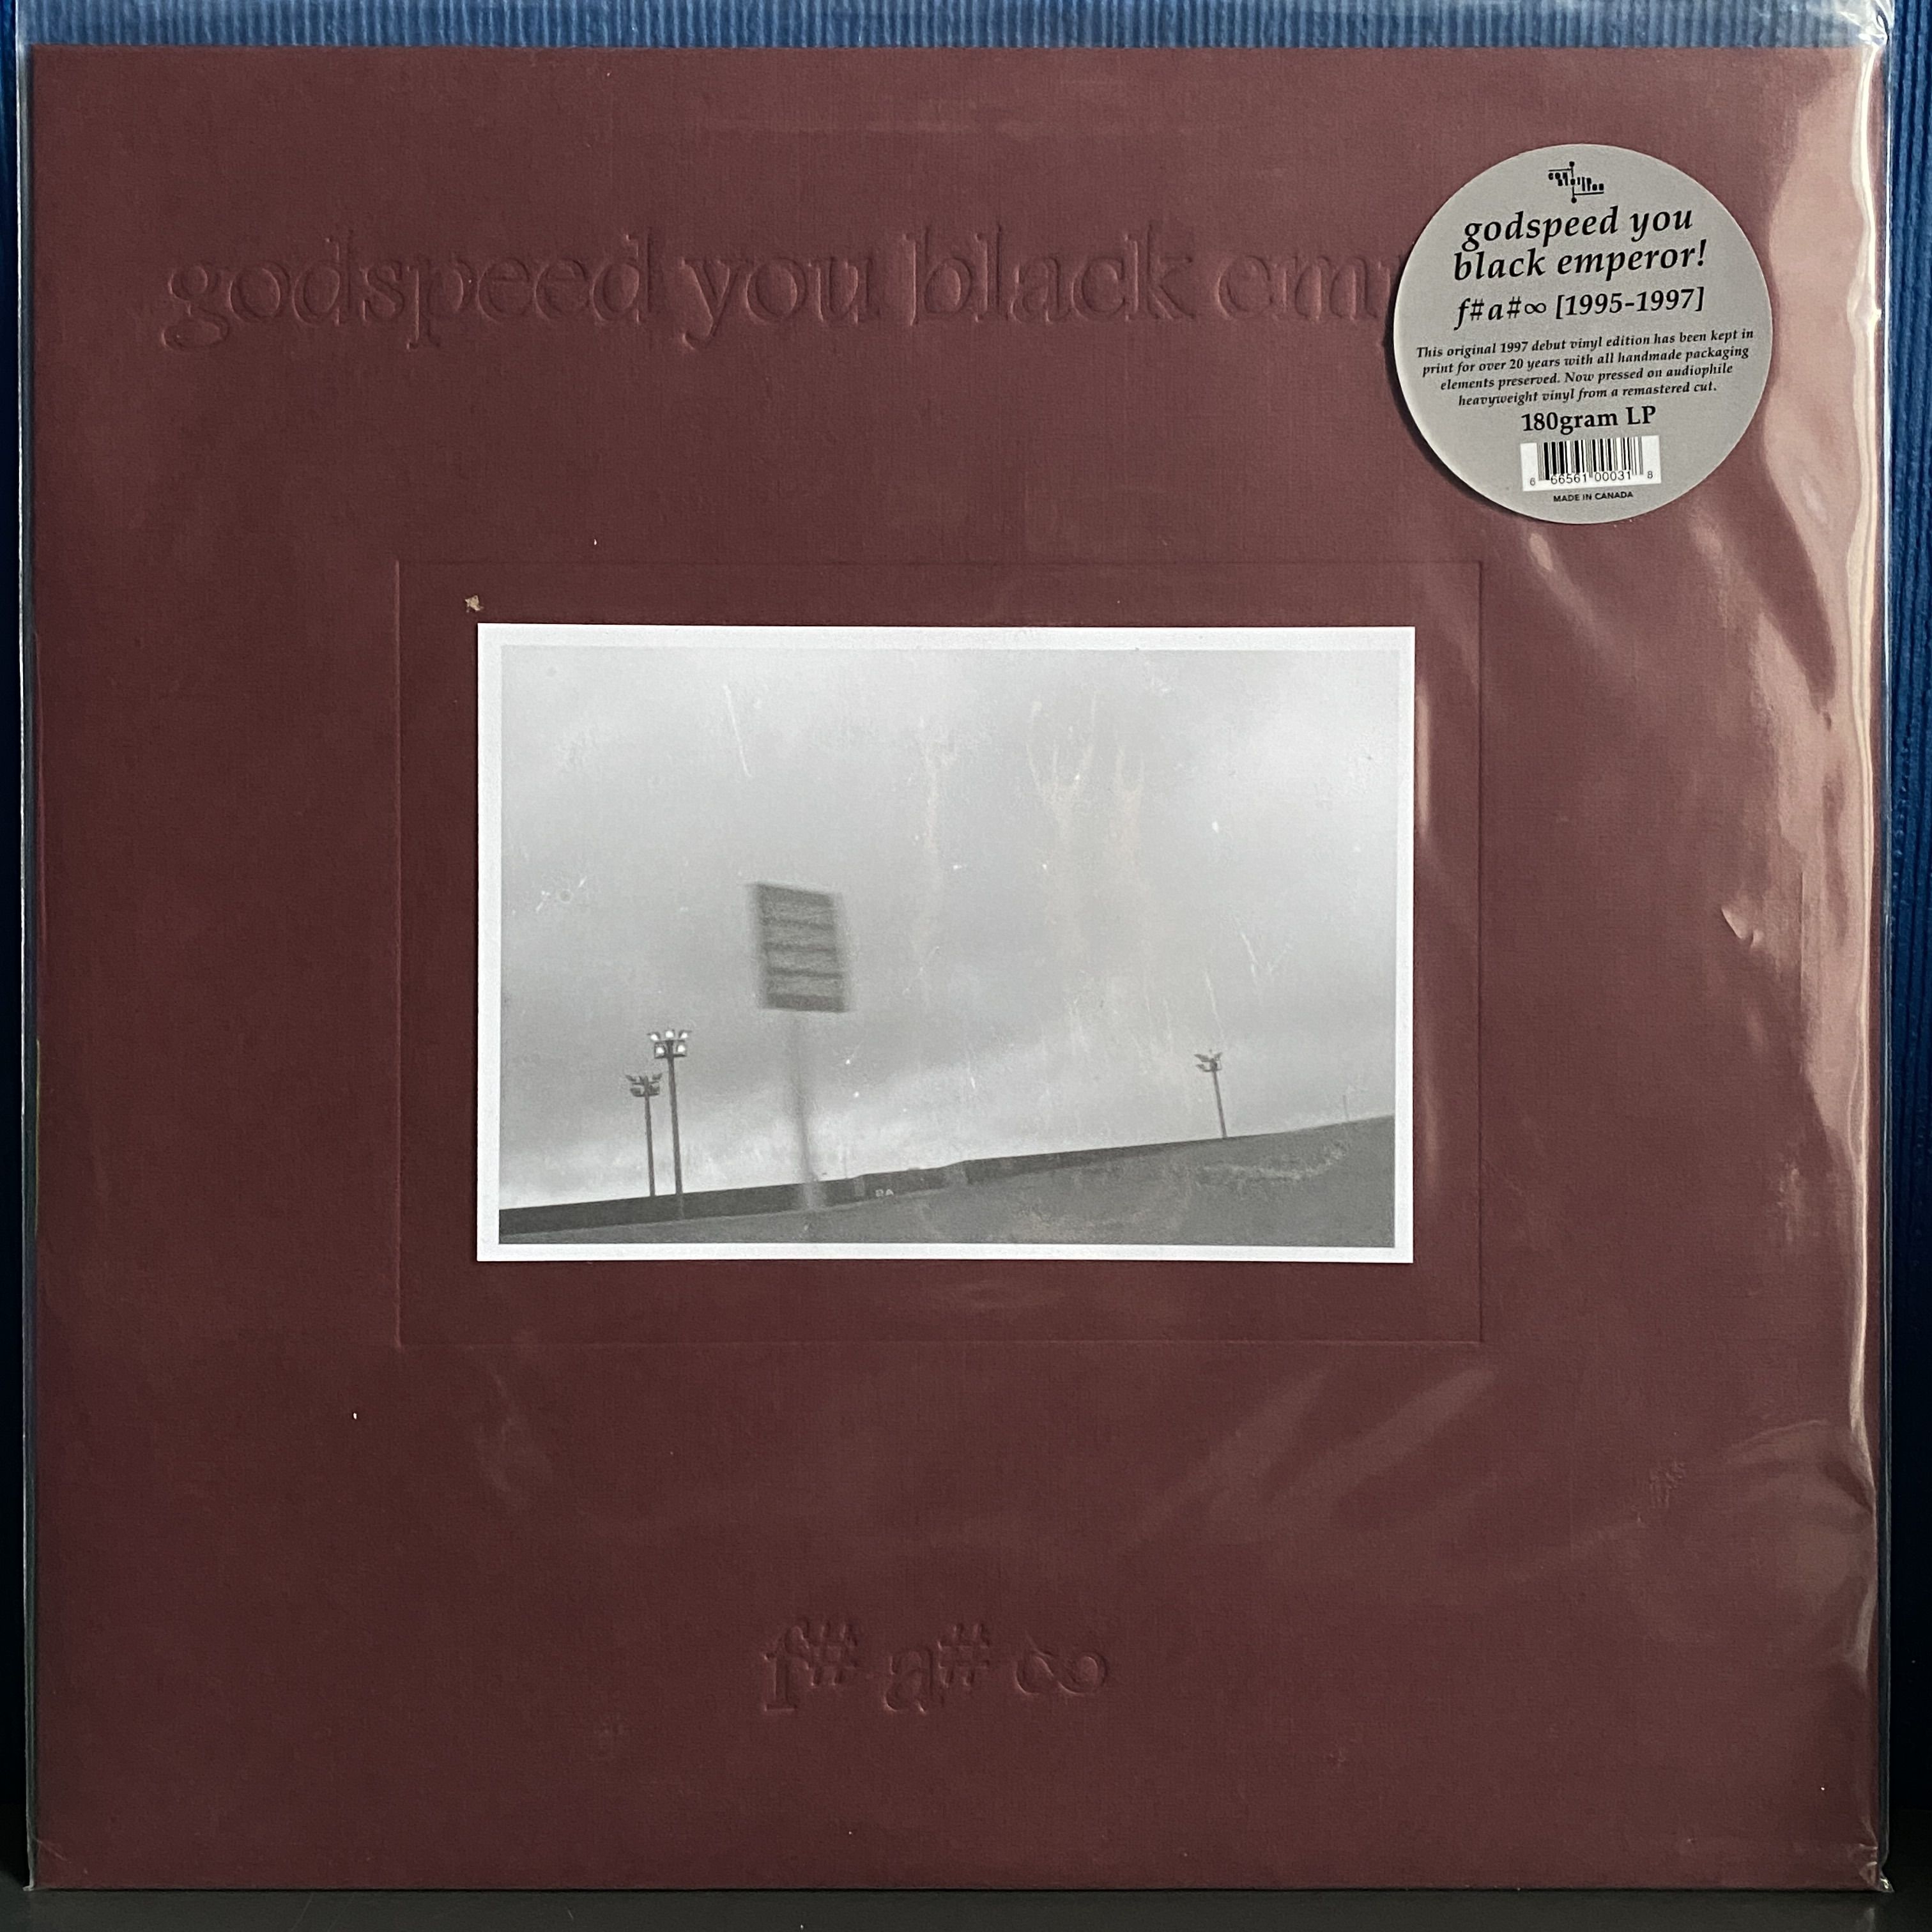 godspeed you black em
constellation
godspeed you
black emperor!
f#a#∞ [1995-1997]
This original 1997 debut vinyl edition has been kept in
print for over 20 years with all handmade packaging
elements preserved. Now pressed on audiophile
heavyweight vinyl from a remastered cut.
180gram LP
6 66561 00031 8
MADE IN CANADA
f# a# ∞